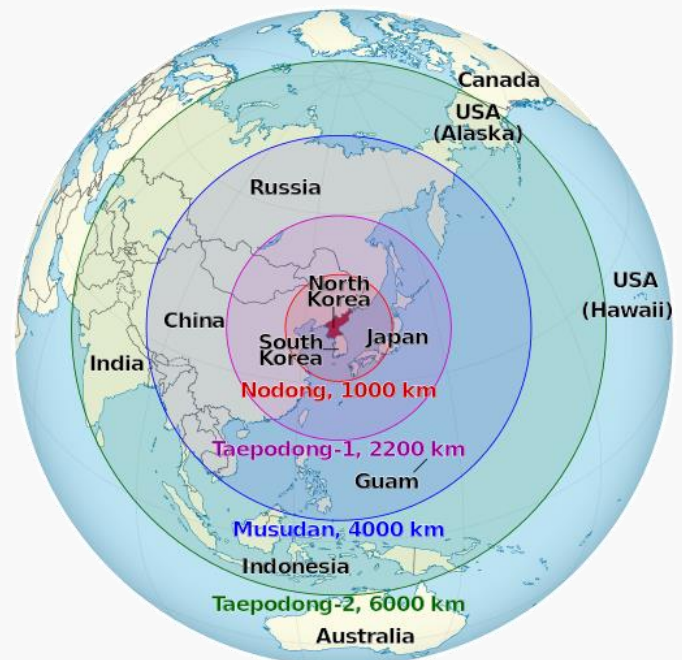 Canada
USA
(Alaska)
Russia
North
Korea
USA
(Hawaii)
China
South
Korea
Japan
India
Nodong, 1000 km
Taepodong-1, 2200 km
Guam
Musudan, 4000 km
Indonesia
Taepodong-2, 6000 km
Australia